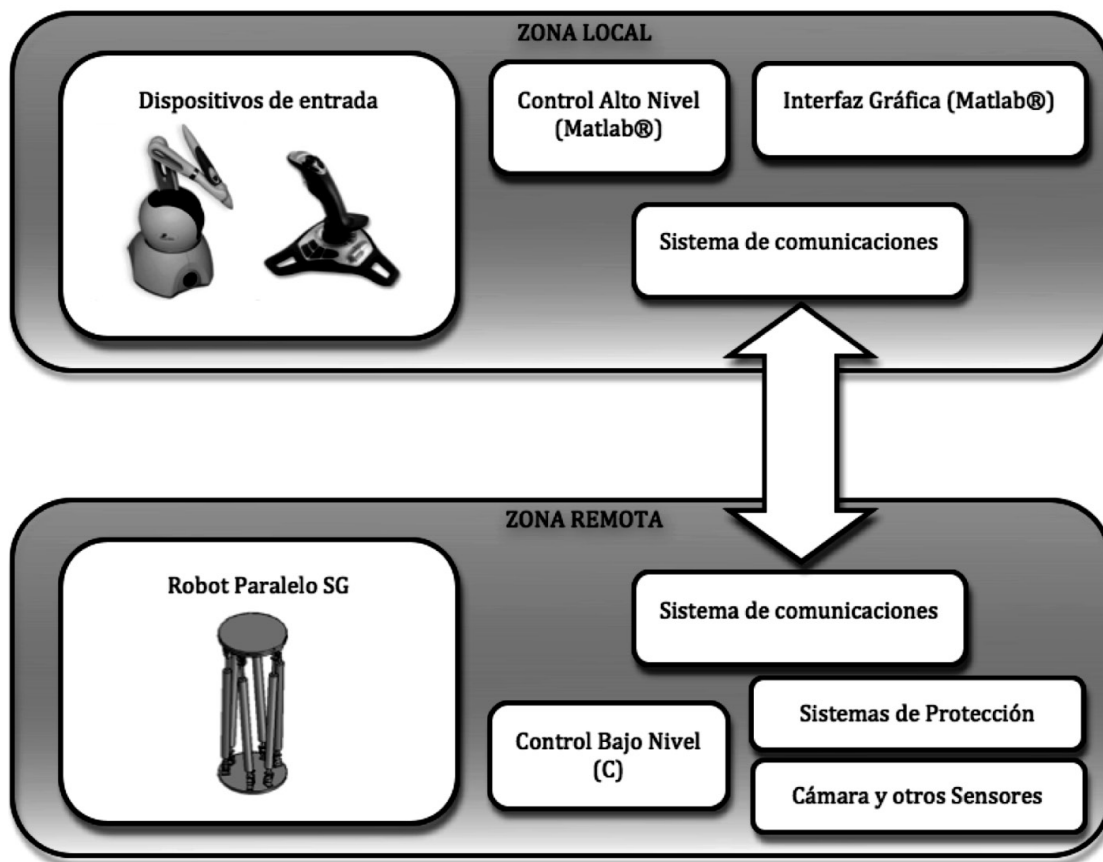 ZONA LOCAL
Dispositivos de entrada
Control Alto Nivel
(Matlab®)
Interfaz Gráfica (Matlab®)
Sistema de comunicaciones
ZONA REMOTA
Robot Paralelo SG
Sistema de comunicaciones
Control Bajo Nivel
(C)
Sistemas de Protección
Cámara y otros Sensores